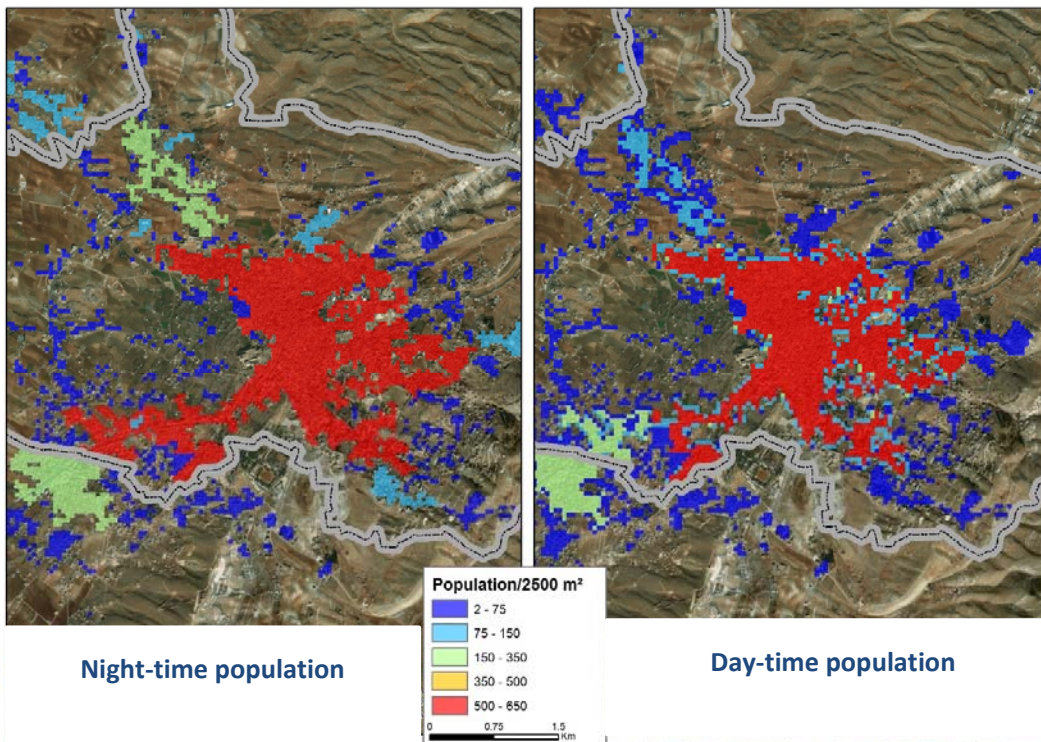 Night-time population
Population/2500 m²
2 - 75
75 - 150
150 - 350
350 - 500
500 - 650
0 0.75 1.5
Km
Day-time population